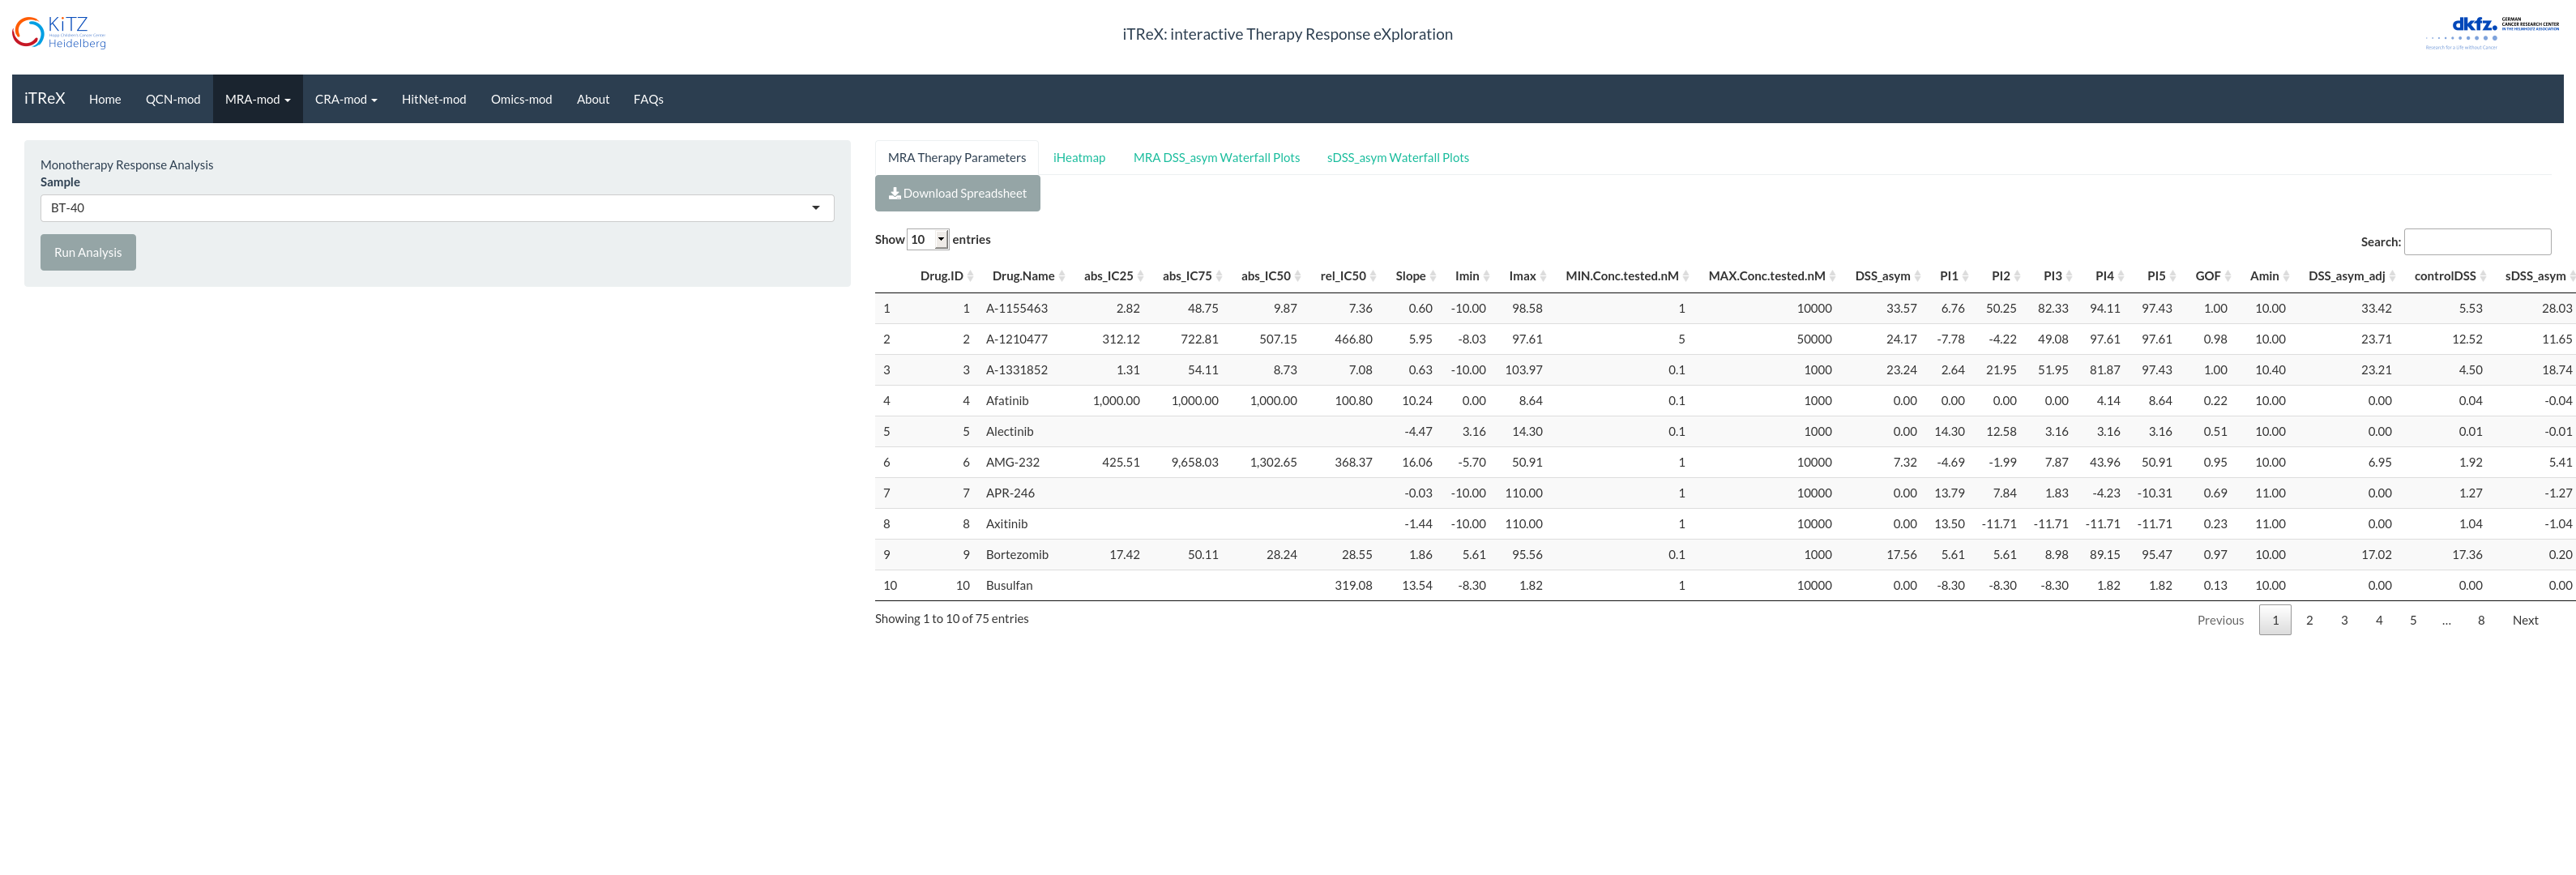 KiTZ
Heidelberg
iTReX: interactive Therapy Response eXploration
dkfz.
GERMAN
CANCER RESEARCH CENTER
IN THE HELMHOLTZ ASSOCIATION
Research for a Life without Cancer
iTReX Home QCN-mod MRA-mod CRA-mod HitNet-mod Omics-mod About FAQs
Monotherapy Response Analysis
Sample
BT-40
Run Analysis
MRA Therapy Parameters iHeatmap MRA DSS_asym Waterfall Plots sDSS_asym Waterfall Plots
Download Spreadsheet
Show 10 entries
Search:
Drug.ID Drug.Name abs_IC25 abs_IC75 abs_IC50 rel_IC50 Slope Imin Imax MIN.Conc.tested.nM MAX.Conc.tested.nM DSS_asym PI1 PI2 PI3 PI4 PI5 GOF Amin DSS_asym_adj controlDSS sDSS_asym
1 1 A-1155463 2.82 48.75 9.87 7.36 0.60 -10.00 98.58 1 10000 33.57 6.76 50.25 82.33 94.11 97.43 1.00 10.00 33.42 5.53 28.03
2 2 A-1210477 312.12 722.81 507.15 466.80 5.95 -8.03 97.61 5 50000 24.17 -7.78 -4.22 49.08 97.61 97.61 0.98 10.00 23.71 12.52 11.65
3 3 A-1331852 1.31 54.11 8.73 7.08 0.63 -10.00 103.97 0.1 1000 23.24 2.64 21.95 51.95 81.87 97.43 1.00 10.40 23.21 4.50 18.74
4 4 Afatinib 1,000.00 1,000.00 1,000.00 100.80 10.24 0.00 8.64 0.1 1000 0.00 0.00 0.00 0.00 4.14 8.64 0.22 10.00 0.00 0.04 -0.04
5 5 Alectinib -4.47 3.16 14.30 0.1 1000 0.00 14.30 12.58 3.16 3.16 3.16 0.51 10.00 0.00 0.01 -0.01
6 6 AMG-232 425.51 9,658.03 1,302.65 368.37 16.06 -5.70 50.91 1 10000 7.32 -4.69 -1.99 7.87 43.96 50.91 0.95 10.00 6.95 1.92 5.41
7 7 APR-246 -0.03 -10.00 110.00 1 10000 0.00 13.79 7.84 1.83 -4.23 -10.31 0.69 11.00 0.00 1.27 -1.27
8 8 Axitinib -1.44 -10.00 110.00 1 10000 0.00 13.50 -11.71 -11.71 -11.71 -11.71 0.23 11.00 0.00 1.04 -1.04
9 9 Bortezomib 17.42 50.11 28.24 28.55 1.86 5.61 95.56 0.1 1000 17.56 5.61 5.61 8.98 89.15 95.47 0.97 10.00 17.02 17.36 0.20
10 10 Busulfan 319.08 13.54 -8.30 1.82 1 10000 0.00 -8.30 -8.30 -8.30 1.82 1.82 0.13 10.00 0.00 0.00 0.00
Showing 1 to 10 of 75 entries
Previous 1 2 3 4 5 … 8 Next